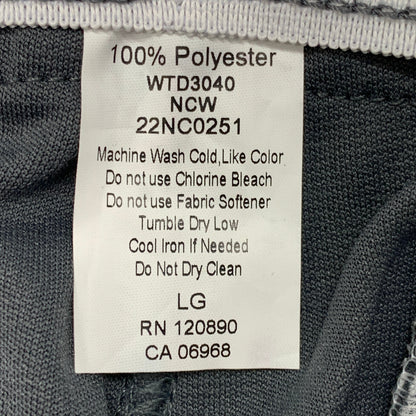 100% Polyester
WTD3040
NCW
22NC0251
Machine Wash Cold,Like Color
Do not use Chlorine Bleach
Do not use Fabric Softener
Tumble Dry Low
Cool Iron If Needed
Do Not Dry Clean
LG
RN 120890
CA 06968